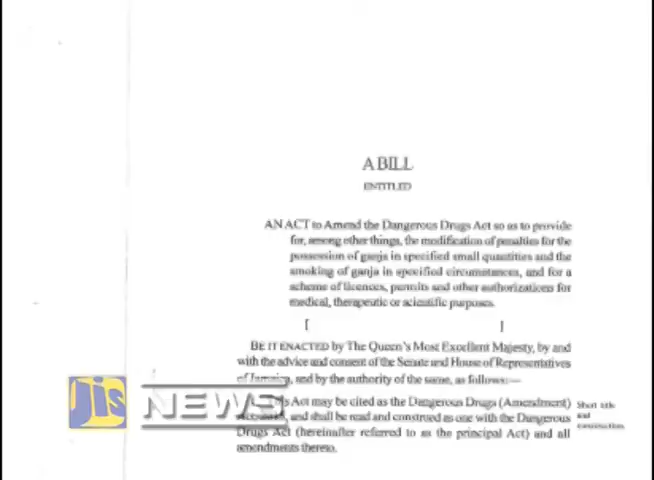 A BILL
ENTITLED
AN ACT to Amend the Dangerous Drugs Act so as to provide
for, among other things, the modification of penalties for the
possession of ganja in specified small quantities and the
smoking of ganja in specified circumstances, and for a
scheme of licences, permits and other authorizations for
medical, therapeutic or scientific purposes.
[ ]
BE IT ENACTED by The Queen's Most Excellent Majesty, by and
with the advice and consent of the Senate and House of Representatives
of Jamaica, and by the authority of the same, as follows:—
This Act may be cited as the Dangerous Drugs (Amendment)
Short title
and
construction.
and shall be read and construed as one with the Dangerous
Drugs Act (hereinafter referred to as the principal Act) and all
amendments thereto.
JIS NEWS